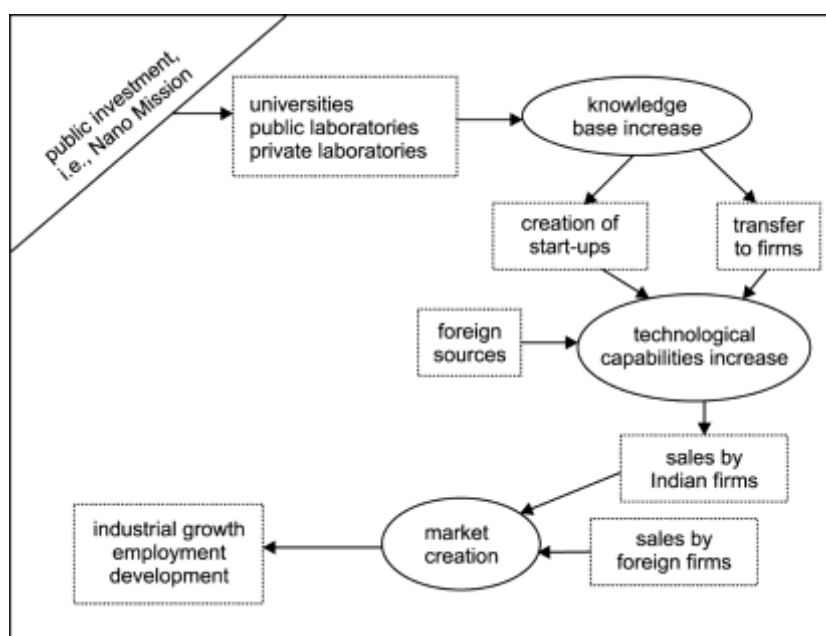 public investment,
i.e., Nano Mission
universities
public laboratories
private laboratories
knowledge
base increase
creation of
start-ups
transfer
to firms
foreign
sources
technological
capabilities increase
sales by
Indian firms
industrial growth
employment
development
market
creation
sales by
foreign firms